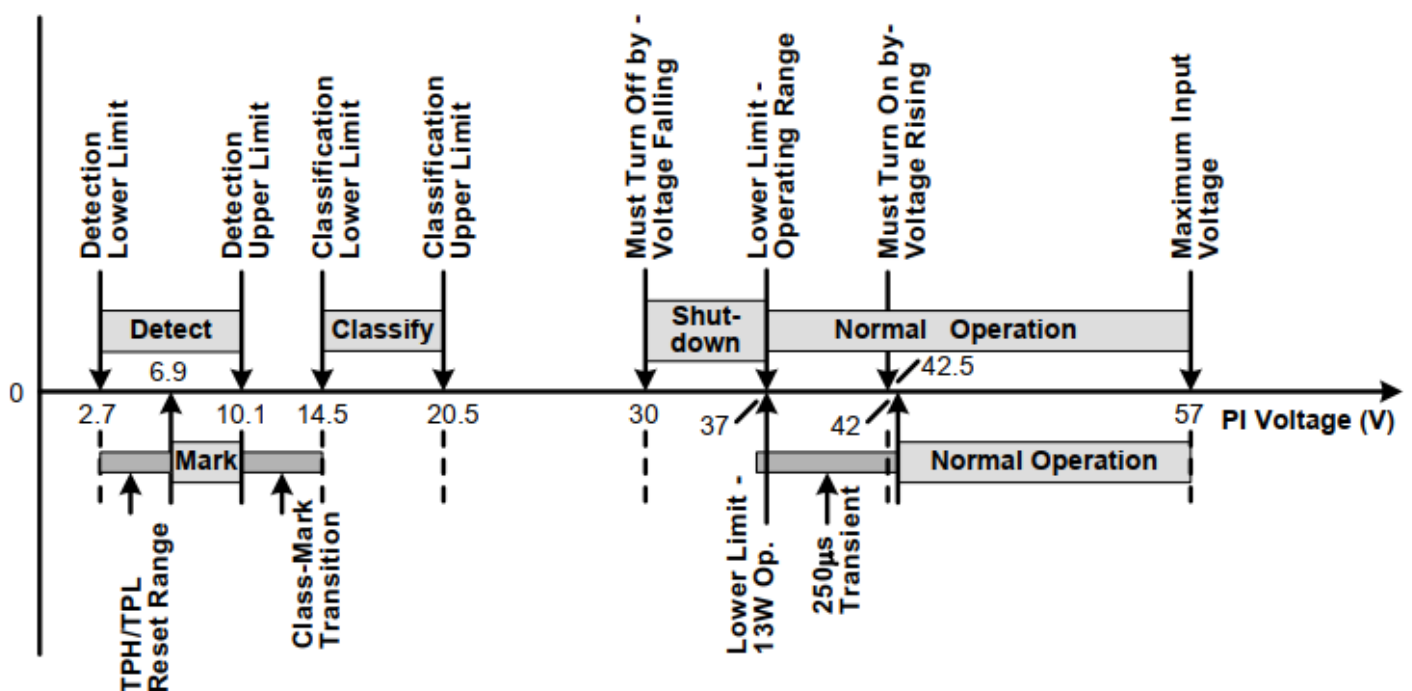 Detection
Lower Limit
Detection
Upper Limit
Classification
Lower Limit
Classification
Upper Limit
Must Turn Off by -
Voltage Falling
Lower Limit -
Operating Range
Must Turn On by-
Voltage Rising
Maximum Input
Voltage
Detect
Classify
Shut-
down
Normal Operation
6.9
42.5
0
2.7
10.1
14.5
20.5
30
37
42
57
PI Voltage (V)
Mark
Normal Operation
TPH/TPL
Reset Range
Class-Mark
Transition
Lower Limit -
13W Op.
250µs
Transient